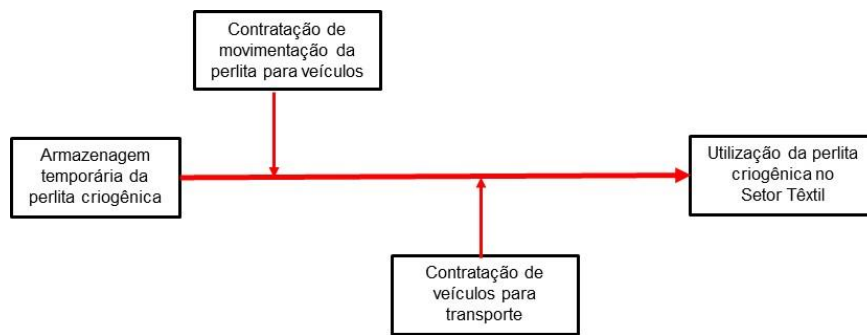 Contratação de
movimentação da
perlita para veículos
Armazenagem
temporária da
perlita criogênica
Utilização da perlita
criogênica no
Setor Têxtil
Contratação de
veículos para
transporte